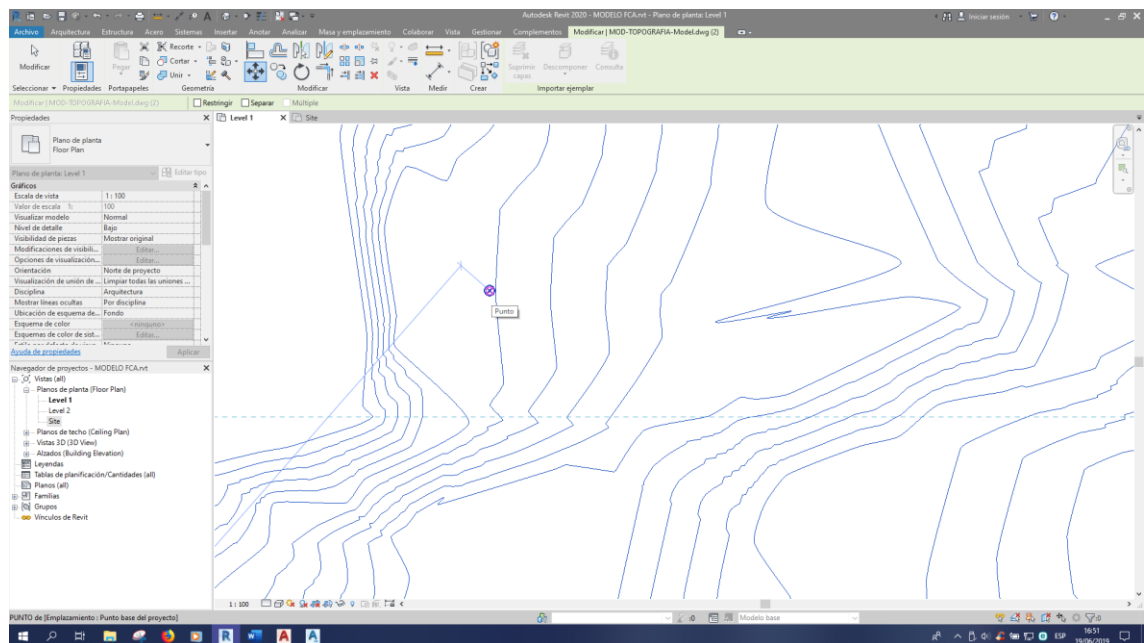 Autodesk Revit 2020 - MODELO FCA.rvt - Plano de planta: Level 1
Iniciar sesión
Archivo Arquitectura Estructura Acero Sistemas Insertar Anotar Analizar Masa y emplazamiento Colaborar Vista Gestionar Complementos Modificar | MOD-TOPOGRAFIA-Model.dwg (2)
Modificar
Pegar
Recorte
Cortar
Unir
Suprimir capas
Descomponer
Consulta
Seleccionar Propiedades Portapapeles Geometría Modificar Vista Medir Crear Importar ejemplar
Modificar | MOD-TOPOGRAFIA-Model.dwg (2)
Restringir Separar Múltiple
Propiedades X
Level 1 X Site
Plano de planta
Floor Plan
Plano de planta: Level 1 Editar tipo
Gráficos
Escala de vista 1 : 100
Valor de escala 1: 100
Visualizar modelo Normal
Nivel de detalle Bajo
Visibilidad de piezas Mostrar original
Modificaciones de visibili... Editar...
Opciones de visualización... Editar...
Orientación Norte de proyecto
Visualización de unión de ... Limpiar todas las uniones ...
Disciplina Arquitectura
Mostrar líneas ocultas Por disciplina
Ubicación de esquema de... Fondo
Esquema de color <ninguno>
Esquemas de color de sist... Editar...
Ayuda de propiedades Aplicar
Punto
Navegador de proyectos - MODELO FCA.rvt X
Vistas (all)
Planos de planta (Floor Plan)
Level 1
Level 2
Site
Planos de techo (Ceiling Plan)
Vistas 3D (3D View)
Alzados (Building Elevation)
Leyendas
Tablas de planificación/Cantidades (all)
Planos (all)
Familias
Grupos
Vínculos de Revit
1 : 100
PUNTO de [Emplazamiento : Punto base del proyecto]
:0
Modelo base
:0
ESP
16:51
19/06/2019